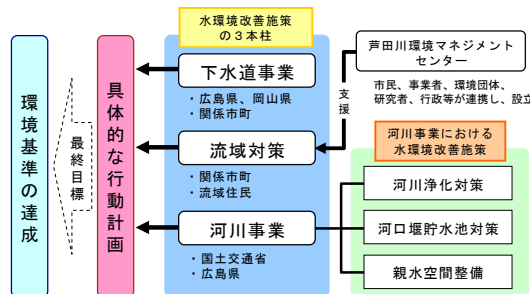 水環境改善施策
の３本柱
下水道事業
・広島県、岡山県
・関係市町
流域対策
・関係市町
・流域住民
河川事業
・国土交通省
・広島県
環境基準の達成
最終目標
具体的な行動計画
支援
芦田川環境マネジメント
センター
市民、事業者、環境団体、
研究者、行政等が連携し、設立
河川事業における
水環境改善施策
河川浄化対策
河口堰貯水池対策
親水空間整備